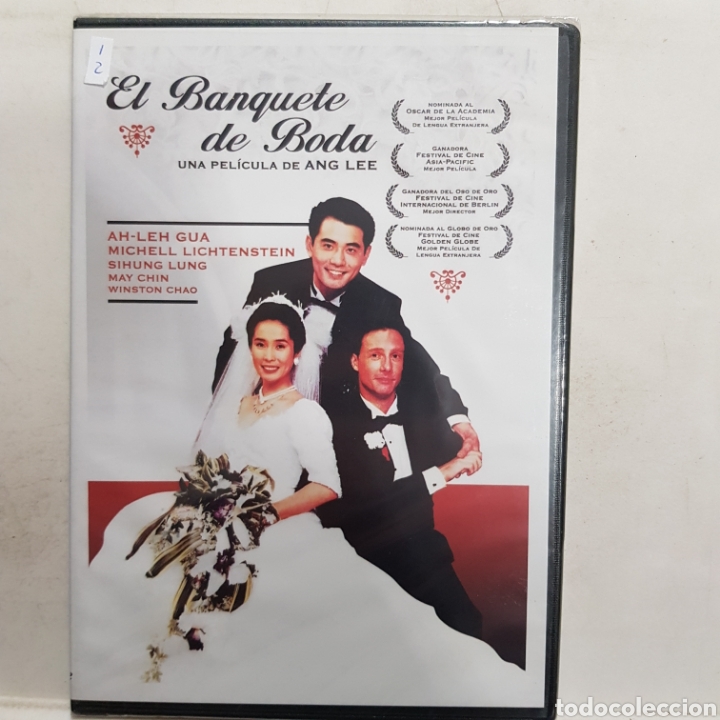 1
2
El Banquete
de Boda
UNA PELÍCULA DE ANG LEE
NOMINADA AL
OSCAR DE LA ACADEMIA
MEJOR PELÍCULA
DE LENGUA EXTRANJERA
GANADORA
FESTIVAL DE CINE
ASIA-PACIFIC
MEJOR PELÍCULA
GANADORA DEL OSO DE ORO
FESTIVAL DE CINE
INTERNACIONAL DE BERLIN
MEJOR DIRECTOR
NOMINADA AL GLOBO DE ORO
FESTIVAL DE CINE
GOLDEN GLOBE
MEJOR PELÍCULA DE
LENGUA EXTRANJERA
AH-LEH GUA
MICHELL LICHTENSTEIN
SIHUNG LUNG
MAY CHIN
WINSTON CHAO
todocoleccion